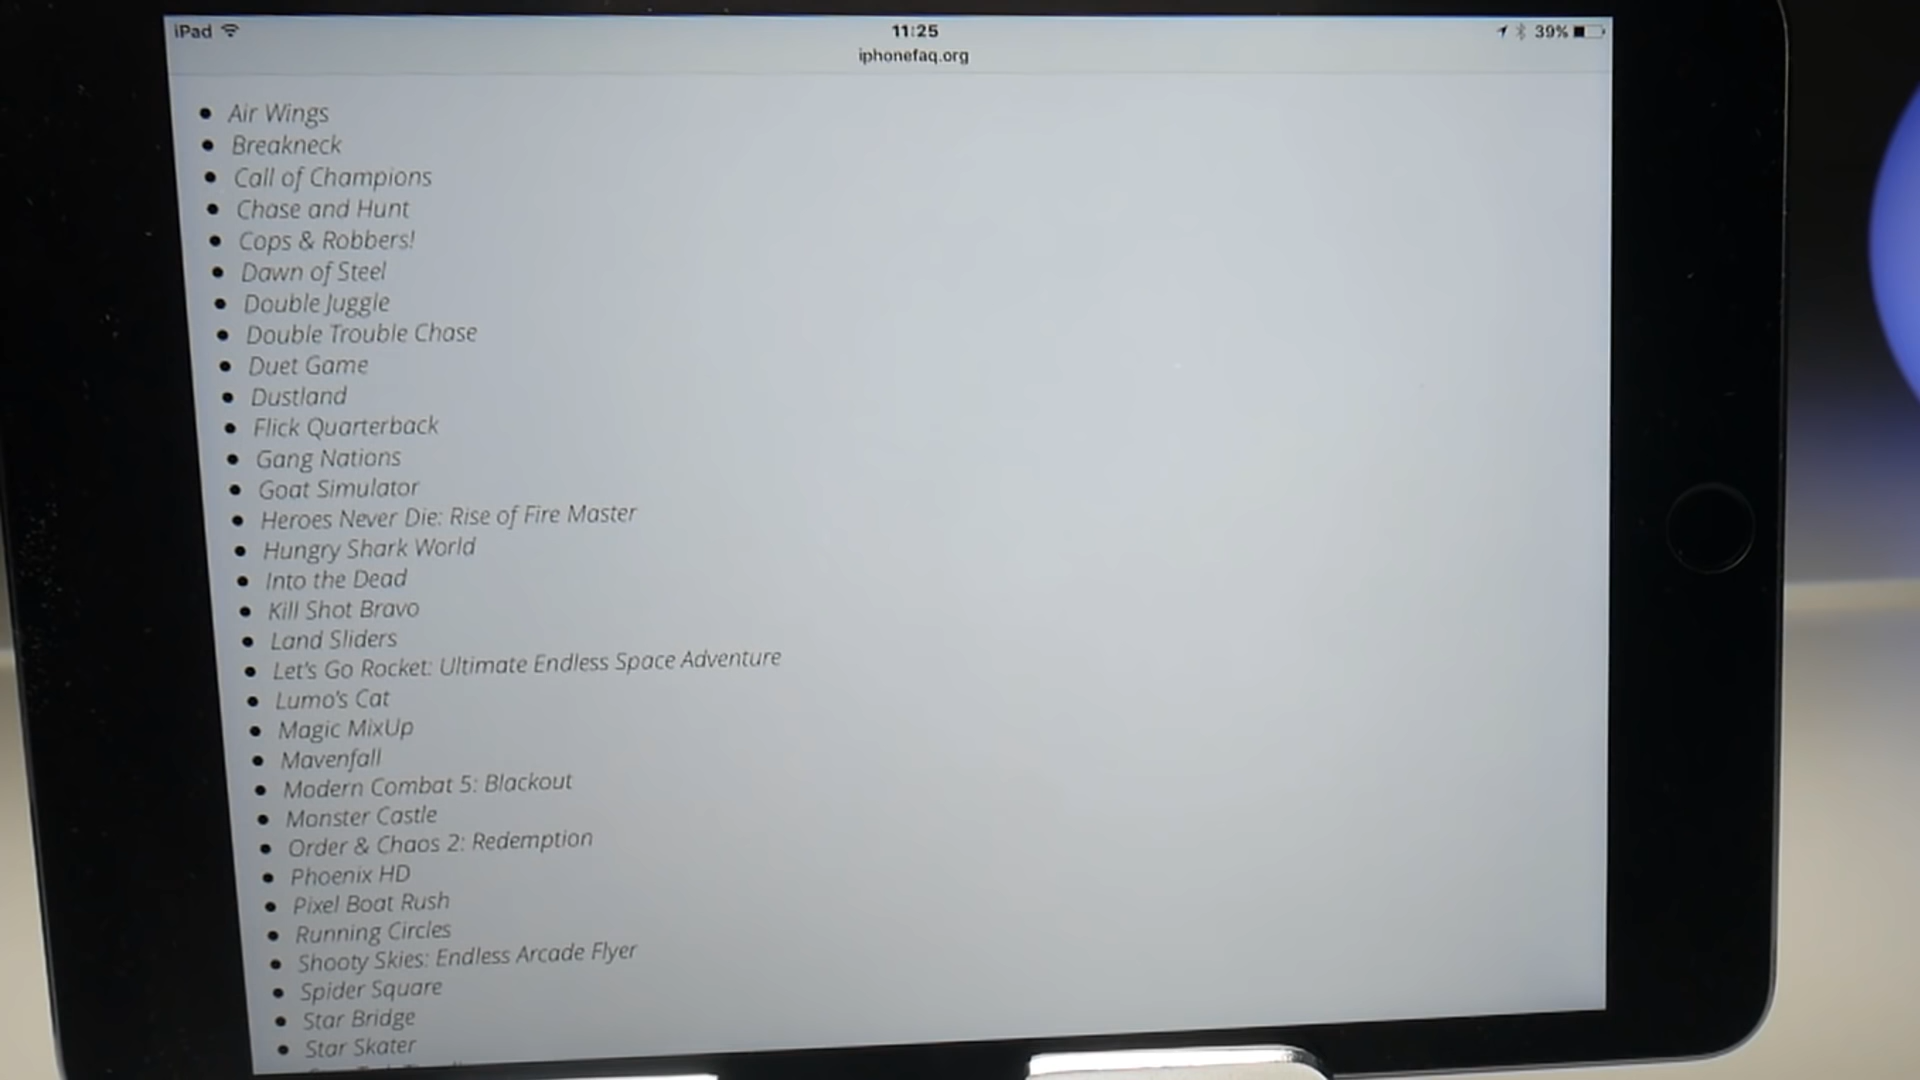 iPad
11:25
39%
iphonefaq.org
Air Wings
Breakneck
Call of Champions
Chase and Hunt
Cops & Robbers!
Dawn of Steel
Double Juggle
Double Trouble Chase
Duet Game
Dustland
Flick Quarterback
Gang Nations
Goat Simulator
Heroes Never Die: Rise of Fire Master
Hungry Shark World
Into the Dead
Kill Shot Bravo
Land Sliders
Let's Go Rocket: Ultimate Endless Space Adventure
Lumo's Cat
Magic MixUp
Mavenfall
Modern Combat 5: Blackout
Monster Castle
Order & Chaos 2: Redemption
Phoenix HD
Pixel Boat Rush
Running Circles
Shooty Skies: Endless Arcade Flyer
Spider Square
Star Bridge
Star Skater